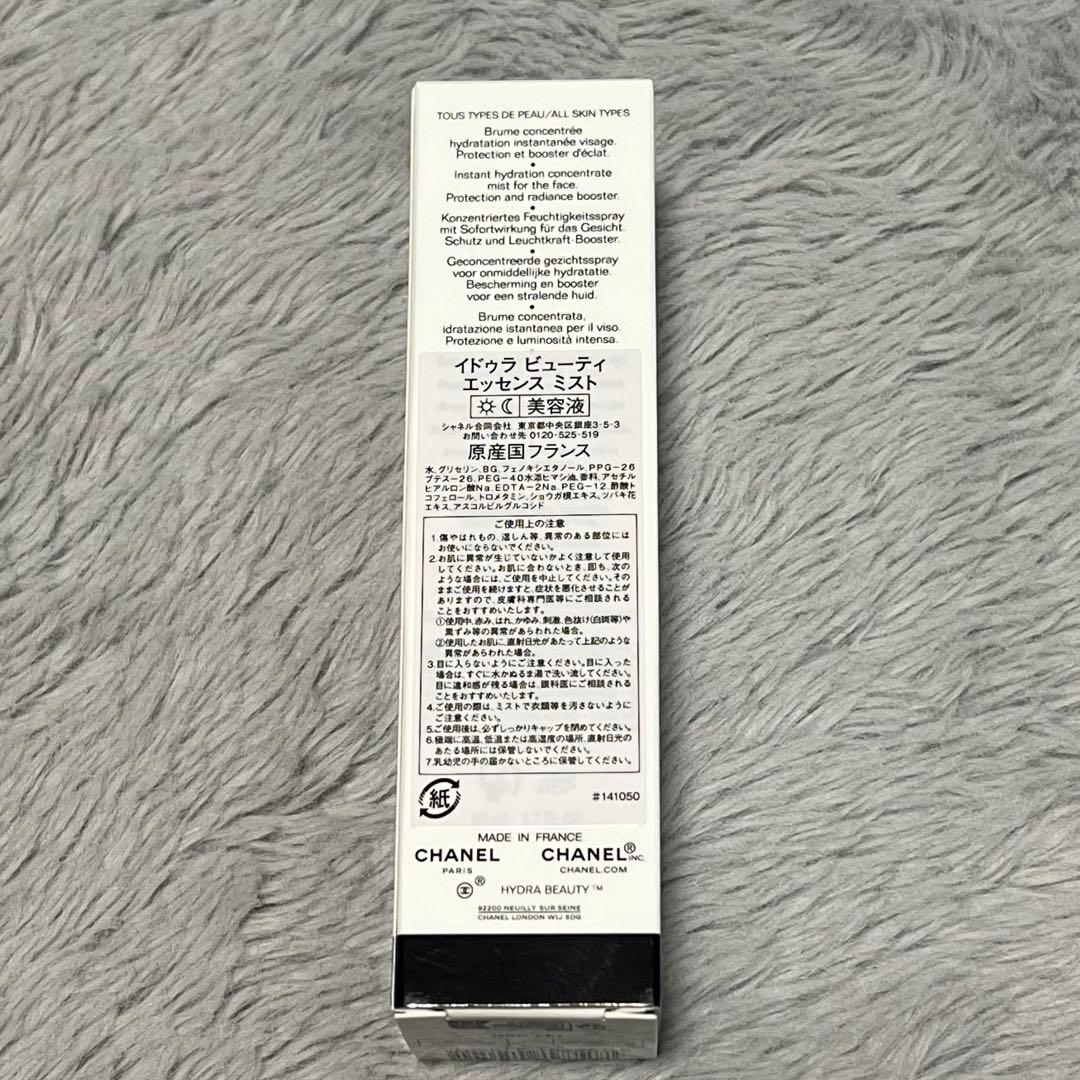 TOUS TYPES DE PEAU/ALL SKIN TYPES
Brume concentrée
hydratation instantanée visage.
Protection et booster d'éclat.
•
Instant hydration concentrate
mist for the face.
Protection and radiance booster.
•
Konzentriertes Feuchtigkeitsspray
mit Sofortwirkung für das Gesicht.
Schutz und Leuchtkraft-Booster.
•
Geconcentreerde gezichtsspray
voor onmiddellijke hydratatie.
Bescherming en booster
voor een stralende huid.
•
Brume concentrata,
idratazione istantanea per il viso.
Protezione e luminosità intensa.
イドゥラ ビューティ
エッセンス ミスト
美容液
シャネル合同会社 東京都中央区銀座3-5-3
お問い合わせ先 0120-525-519
原産国フランス
水、グリセリン、BG、フェノキシエタノール、PPG-26
ブテス-26、PEG-40水添ヒマシ油、香料、アセチル
ヒアルロン酸Na、EDTA-2Na、PEG-12、酢酸ト
コフェロール、トロメタミン、ショウガ根エキス、ツバキ花
エキス、アスコルビルグルコシド
ご使用上の注意
1.傷やはれもの、湿しん等、異常のある部位には
お使いにならないでください。
2.お肌に異常が生じていないかよく注意して使用
してください。お肌に合わないとき、即ち、次の
ような場合には、ご使用を中止してください。その
ままご使用を続けますと、症状を悪化させることが
ありますので、皮膚科専門医等にご相談される
ことをおすすめいたします。
①使用中、赤み、はれ、かゆみ、刺激、色抜け(白斑等)や
黒ずみ等の異常があらわれた場合。
②使用したお肌に、直射日光があたって上記のような
異常があらわれた場合。
3.目に入らないようにご注意ください。目に入った
場合は、すぐに水かぬるま湯で洗い流してください。
目に違和感が残る場合は、眼科医にご相談される
ことをおすすめいたします。
4.ご使用の際は、ミストで衣類等を汚さないように
ご注意ください。
5.ご使用後は、必ずしっかりキャップを閉めてください。
6.極端に高温、低温または高湿度の場所、直射日光の
あたる場所には保管しないでください。
7.乳幼児の手の届かないところに保管してください。
紙
#141050
MADE IN FRANCE
CHANEL CHANEL® INC.
PARIS CHANEL.COM
® HYDRA BEAUTY™
92200 NEUILLY SUR SEINE
CHANEL LONDON W1J 8DG